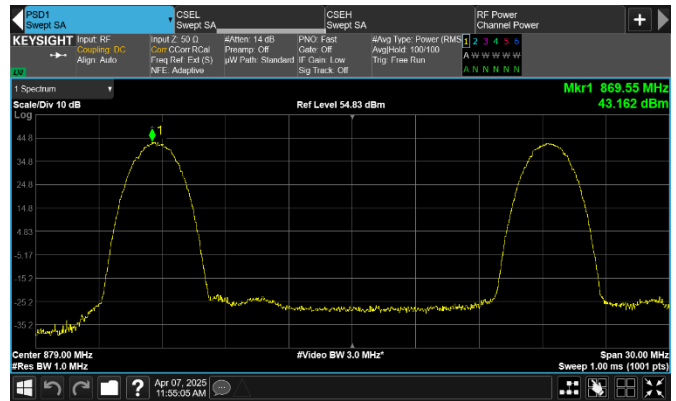 PSD1
Swept SA
CSEL
Swept SA
CSEH
Swept SA
RF Power
Channel Power
KEYSIGHT
Input: RF
Coupling: DC
Align: Auto
Input Z: 50 Ω
Corr CCorr RCal
Freq Ref: Ext (S)
NFE: Adaptive
#Atten: 14 dB
Preamp: Off
µW Path: Standard
PNO: Fast
Gate: Off
IF Gain: Low
Sig Track: Off
#Avg Type: Power (RMS
Avg|Hold: 100/100
Trig: Free Run
1 2 3 4 5 6
A W W W W W
A N N N N N
1 Spectrum
Scale/Div 10 dB
Ref Level 54.83 dBm
Mkr1 869.55 MHz
43.162 dBm
Log
1
44.8
34.8
24.8
14.8
4.83
-5.17
-15.2
-25.2
-35.2
Center 879.00 MHz
#Video BW 3.0 MHz*
Span 30.00 MHz
#Res BW 1.0 MHz
Sweep 1.00 ms (1001 pts)
Apr 07, 2025
11:55:05 AM